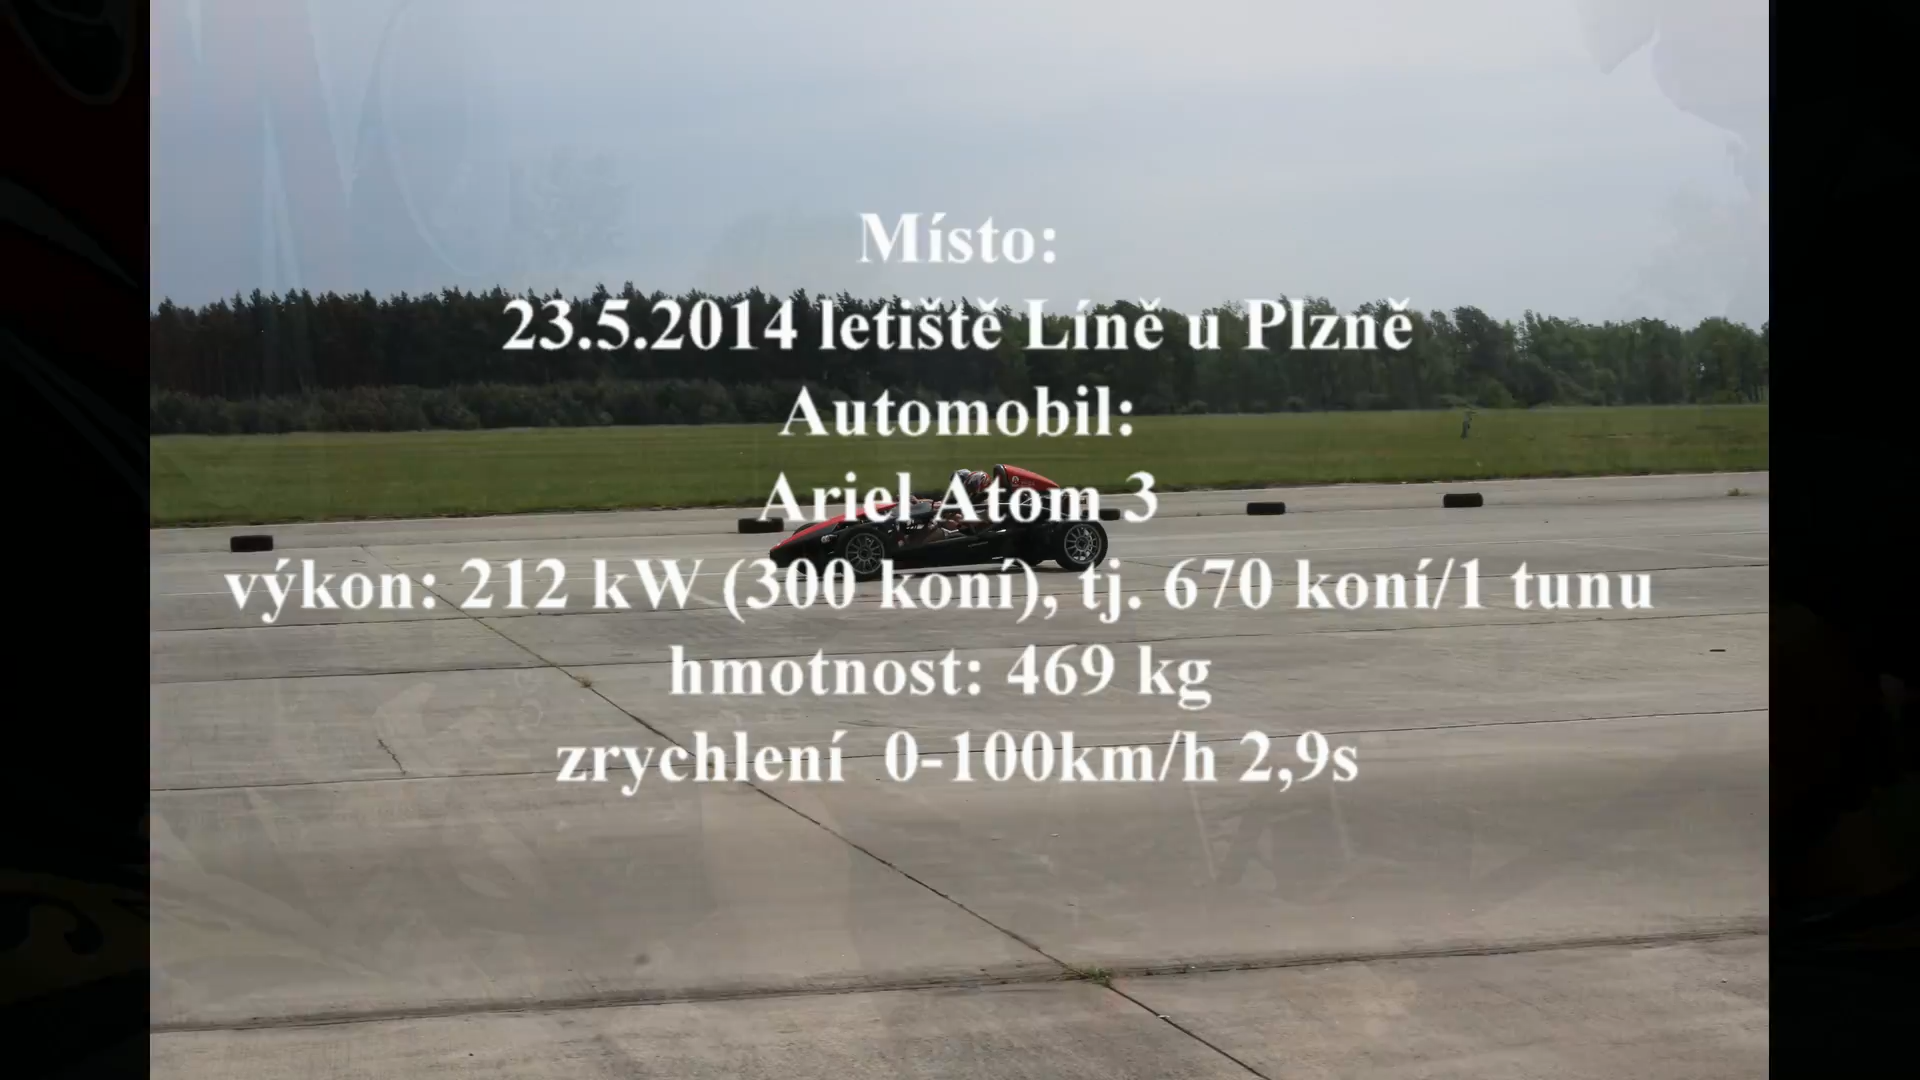 Místo:
23.5.2014 letiště Líně u Plzně
Automobil:
Ariel Atom 3
výkon: 212 kW (300 koní), tj. 670 koní/1 tunu
hmotnost: 469 kg
zrychlení  0-100km/h 2,9s